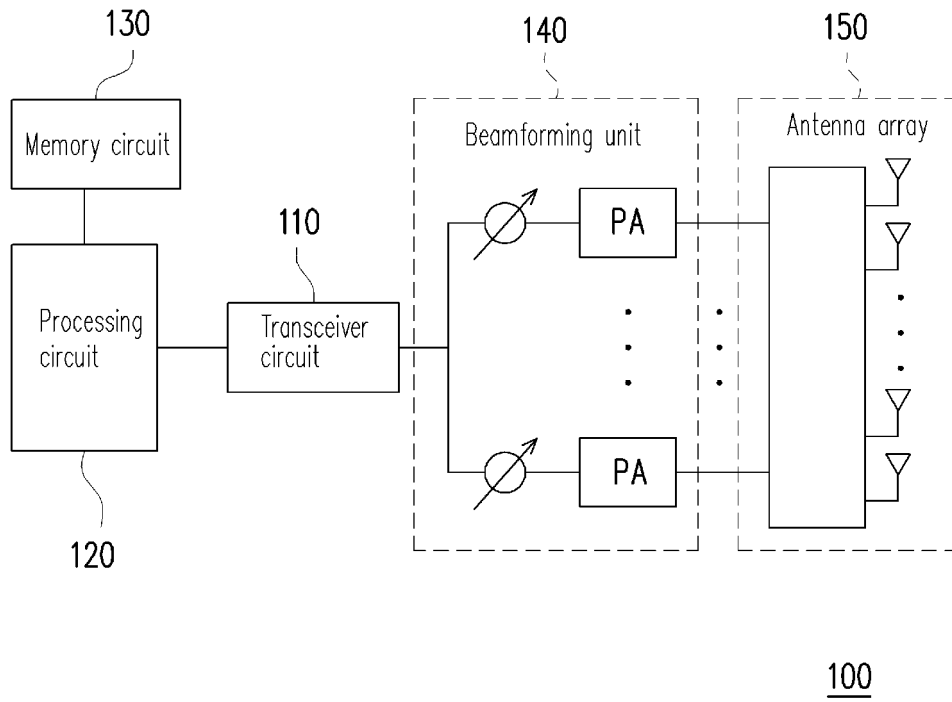 130
140
150
Memory circuit
Beamforming unit
Antenna array
110
PA
Processing
circuit
Transceiver
circuit
PA
120
100